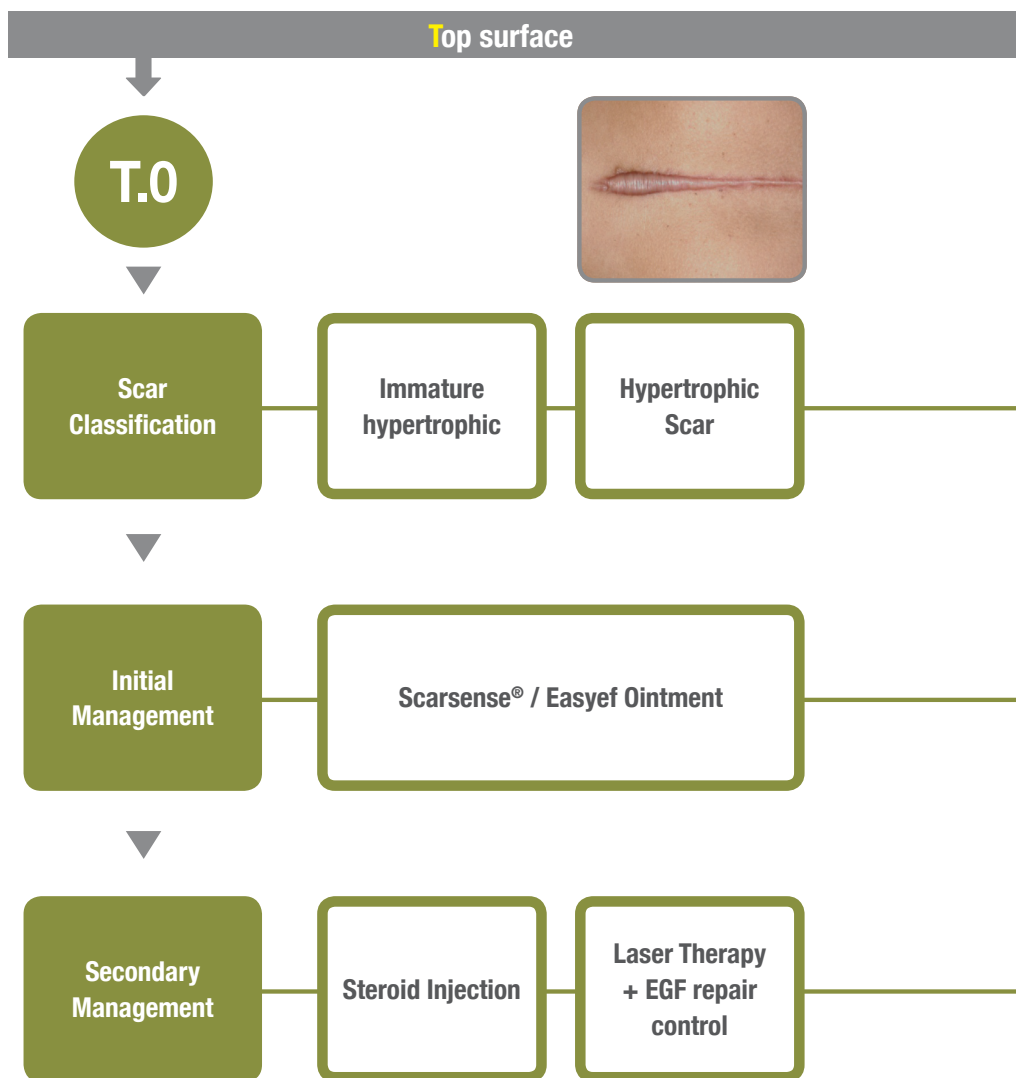 Top surface
T.0
Scar
Classification
Immature
hypertrophic
Hypertrophic
Scar
Initial
Management
Scarsense® / Easyef Ointment
Secondary
Management
Steroid Injection
Laser Therapy
+ EGF repair
control